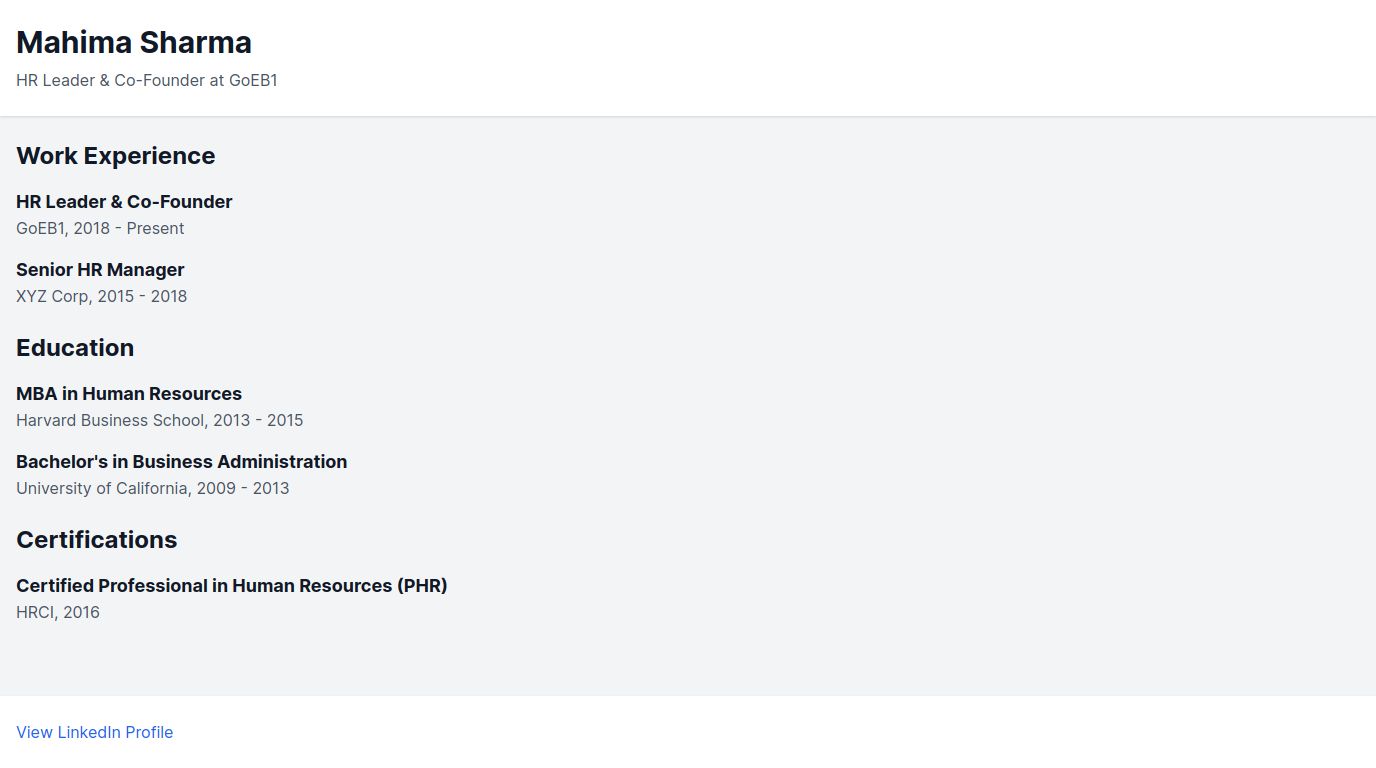 Mahima Sharma
HR Leader & Co-Founder at GoEB1
Work Experience
HR Leader & Co-Founder
GoEB1, 2018 - Present
Senior HR Manager
XYZ Corp, 2015 - 2018
Education
MBA in Human Resources
Harvard Business School, 2013 - 2015
Bachelor's in Business Administration
University of California, 2009 - 2013
Certifications
Certified Professional in Human Resources (PHR)
HRCI, 2016
View LinkedIn Profile